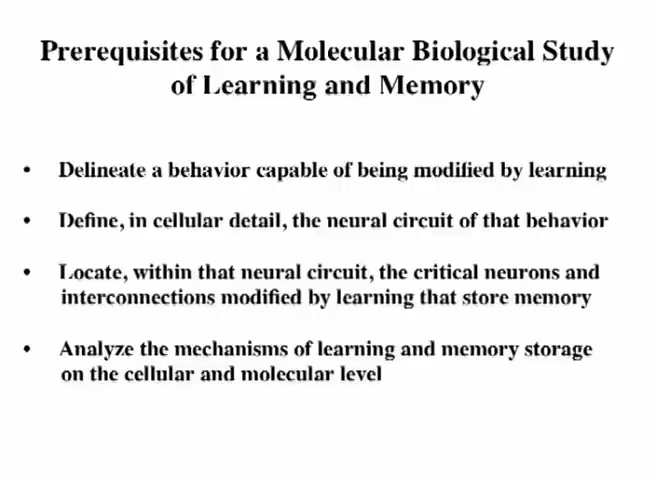 Prerequisites for a Molecular Biological Study
of Learning and Memory
• Delineate a behavior capable of being modified by learning
• Define, in cellular detail, the neural circuit of that behavior
• Locate, within that neural circuit, the critical neurons and
interconnections modified by learning that store memory
• Analyze the mechanisms of learning and memory storage
on the cellular and molecular level